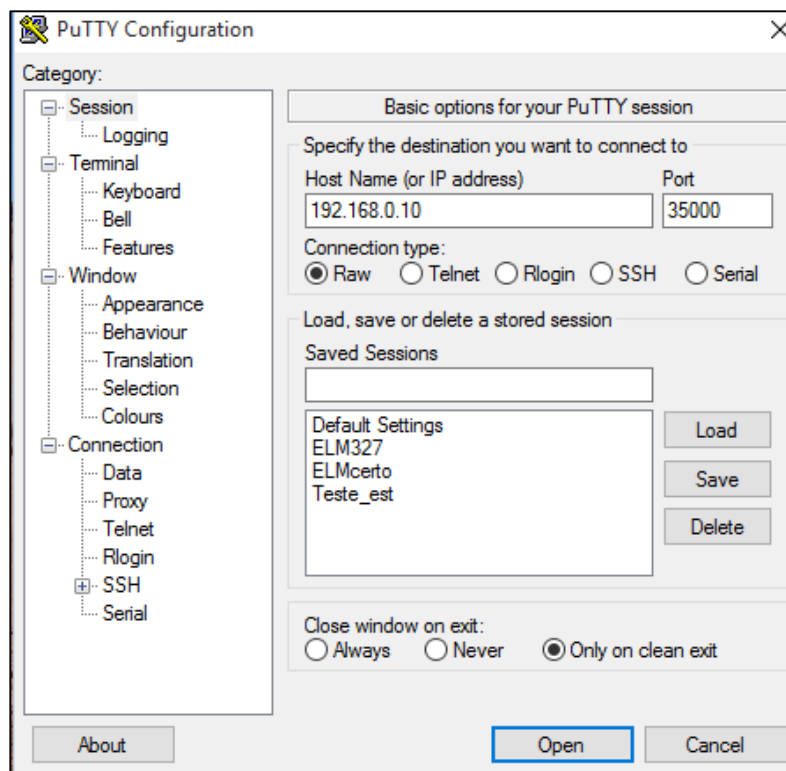 PuTTY Configuration
Category:
Session
Logging
Terminal
Keyboard
Bell
Features
Window
Appearance
Behaviour
Translation
Selection
Colours
Connection
Data
Proxy
Telnet
Rlogin
SSH
Serial
Basic options for your PuTTY session
Specify the destination you want to connect to
Host Name (or IP address) Port
192.168.0.10 35000
Connection type:
Raw Telnet Rlogin SSH Serial
Load, save or delete a stored session
Saved Sessions
Default Settings
ELM327
ELMcerto
Teste_est
Load
Save
Delete
Close window on exit:
Always Never Only on clean exit
About Open Cancel